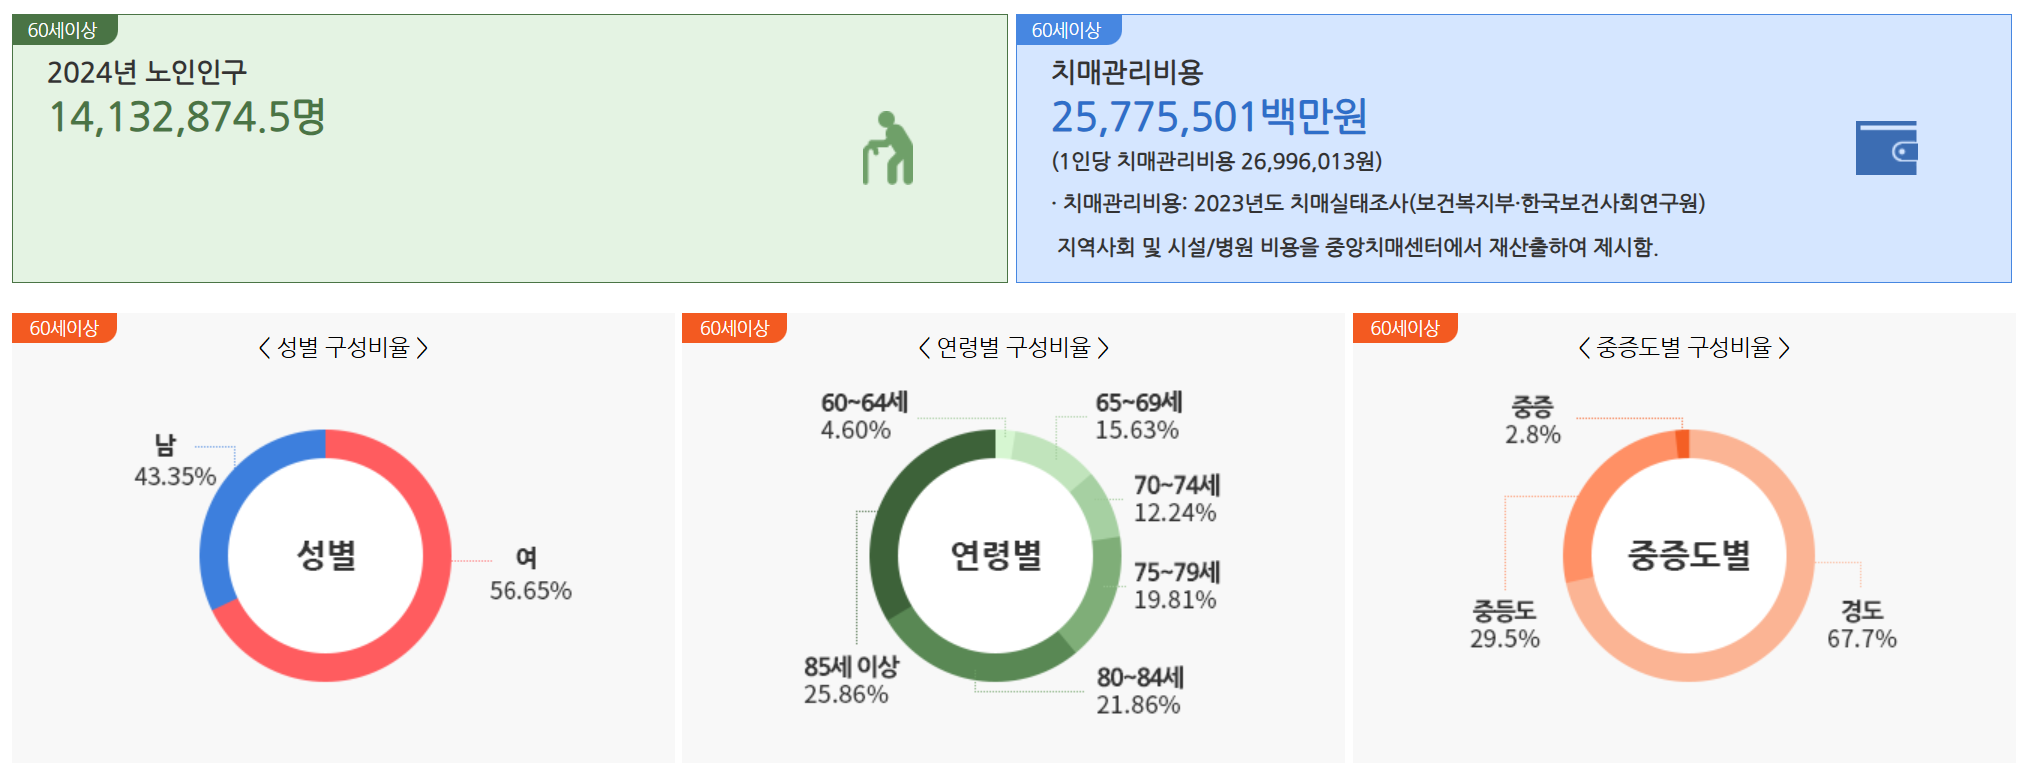 60세이상
2024년 노인인구
14,132,874.5명
60세이상
치매관리비용
25,775,501백만원
(1인당 치매관리비용 26,996,013원)
· 치매관리비용: 2023년도 치매실태조사(보건복지부·한국보건사회연구원)
지역사회 및 시설/병원 비용을 중앙치매센터에서 재산출하여 제시함.
60세이상
< 성별 구성비율 >
남
43.35%
성별
여
56.65%
60세이상
< 연령별 구성비율 >
60~64세
4.60%
65~69세
15.63%
70~74세
12.24%
연령별
75~79세
19.81%
85세 이상
25.86%
80~84세
21.86%
60세이상
< 중증도별 구성비율 >
중증
2.8%
중증도별
중등도
29.5%
경도
67.7%